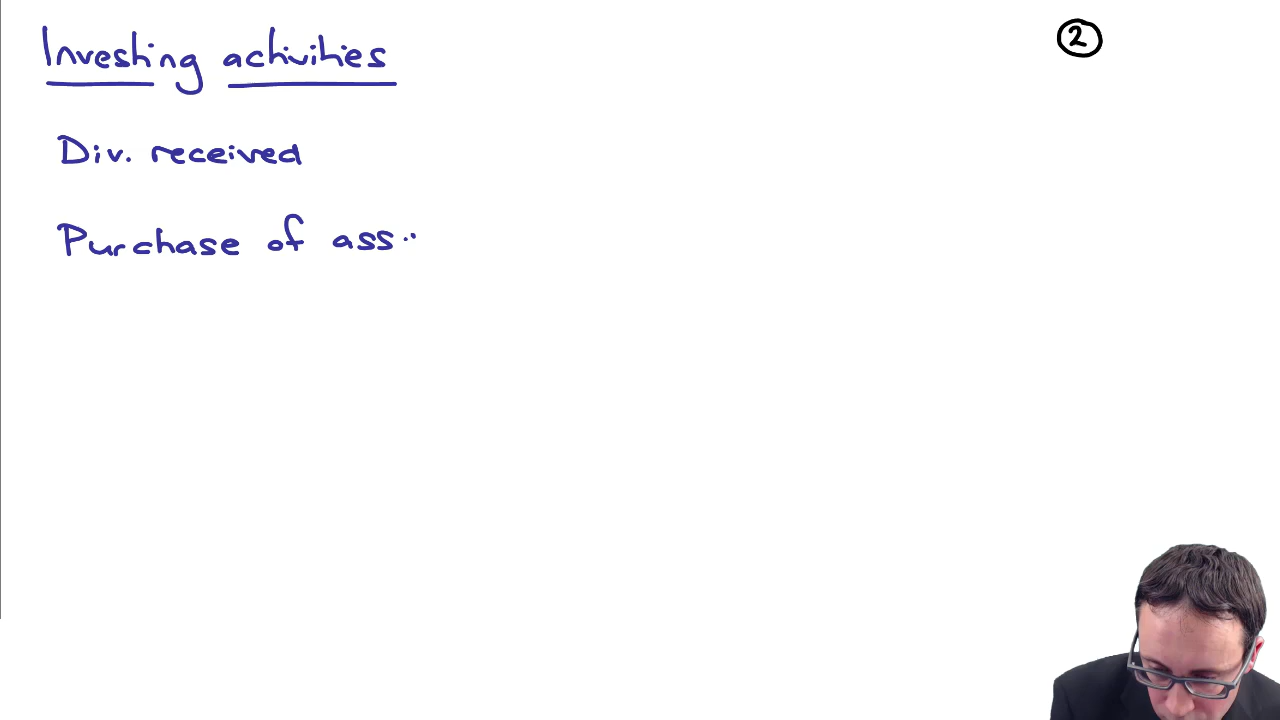 Investing activities
②
Div. received
Purchase of ass